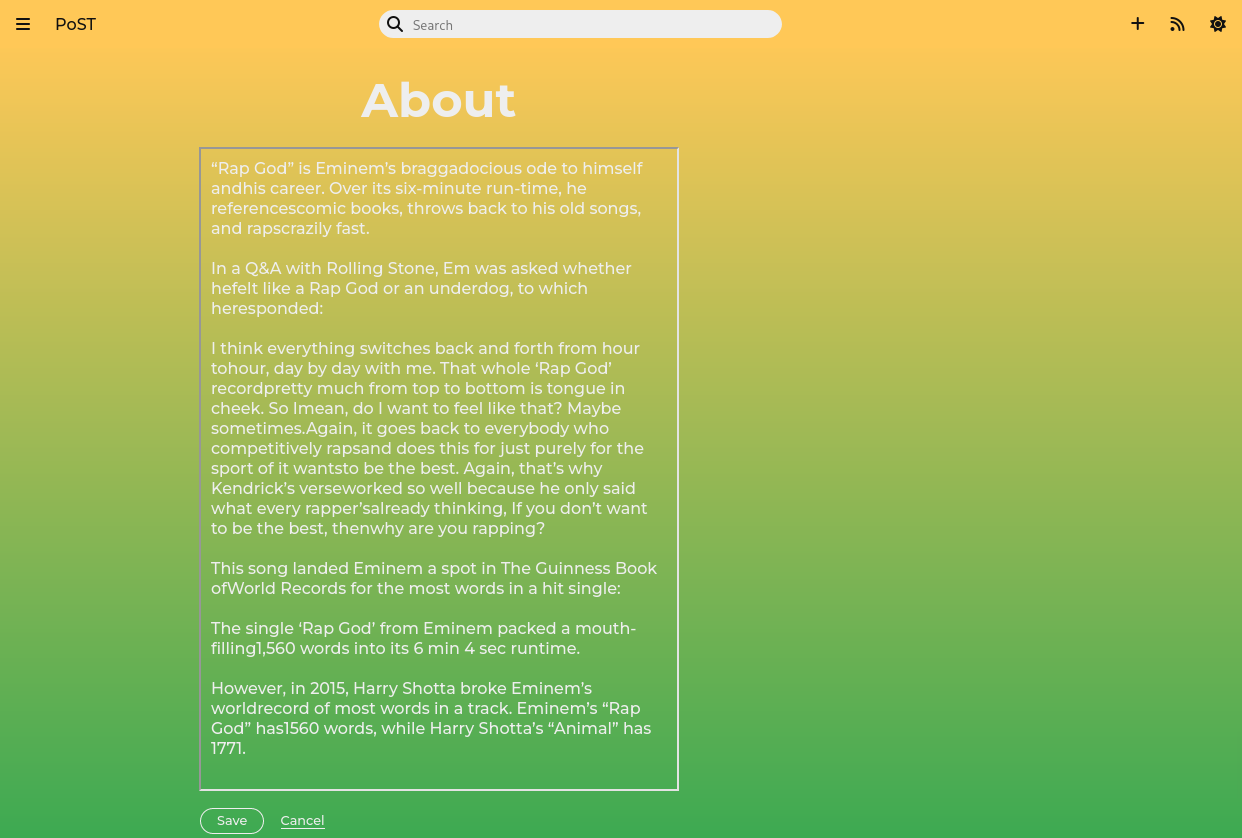 PoST
Search
About
“Rap God” is Eminem’s braggadocious ode to himself
andhis career. Over its six-minute run-time, he
referencescomic books, throws back to his old songs,
and rapscrazily fast.
In a Q&A with Rolling Stone, Em was asked whether
hefelt like a Rap God or an underdog, to which
heresponded:
I think everything switches back and forth from hour
tohour, day by day with me. That whole ‘Rap God’
recordpretty much from top to bottom is tongue in
cheek. So Imean, do I want to feel like that? Maybe
sometimes.Again, it goes back to everybody who
competitively rapsand does this for just purely for the
sport of it wantsto be the best. Again, that’s why
Kendrick’s verseworked so well because he only said
what every rapper’salready thinking, If you don’t want
to be the best, thenwhy are you rapping?
This song landed Eminem a spot in The Guinness Book
ofWorld Records for the most words in a hit single:
The single ‘Rap God’ from Eminem packed a mouth-
filling1,560 words into its 6 min 4 sec runtime.
However, in 2015, Harry Shotta broke Eminem’s
worldrecord of most words in a track. Eminem’s “Rap
God” has1560 words, while Harry Shotta’s “Animal” has
1771.
Save
Cancel